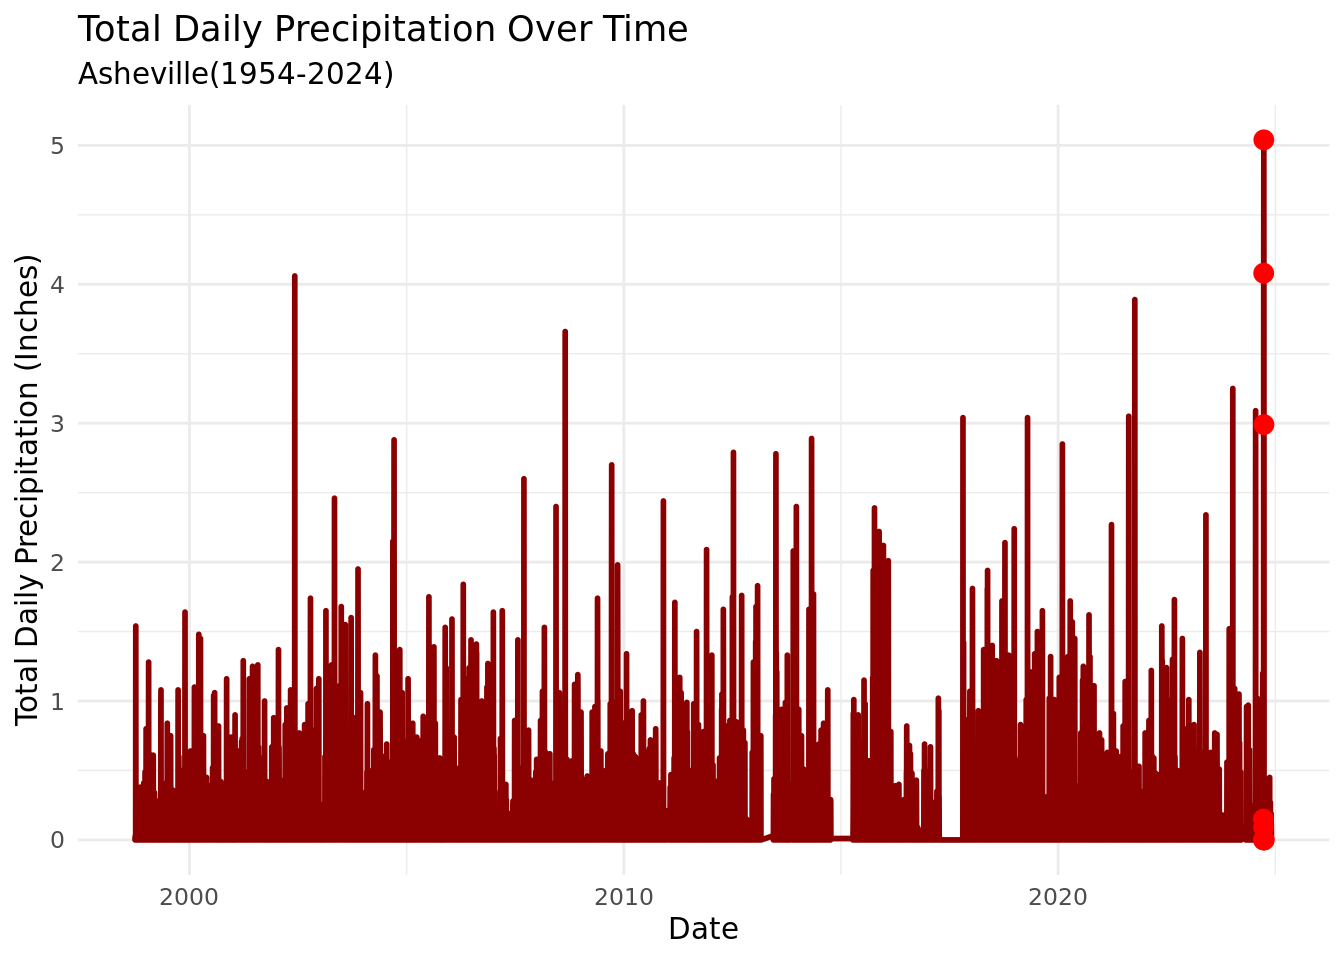 Total Daily Precipitation Over Time
Asheville(1954-2024)
Total Daily Precipitation (Inches)
5
4
3
2
1
0
2000
2010
2020
Date